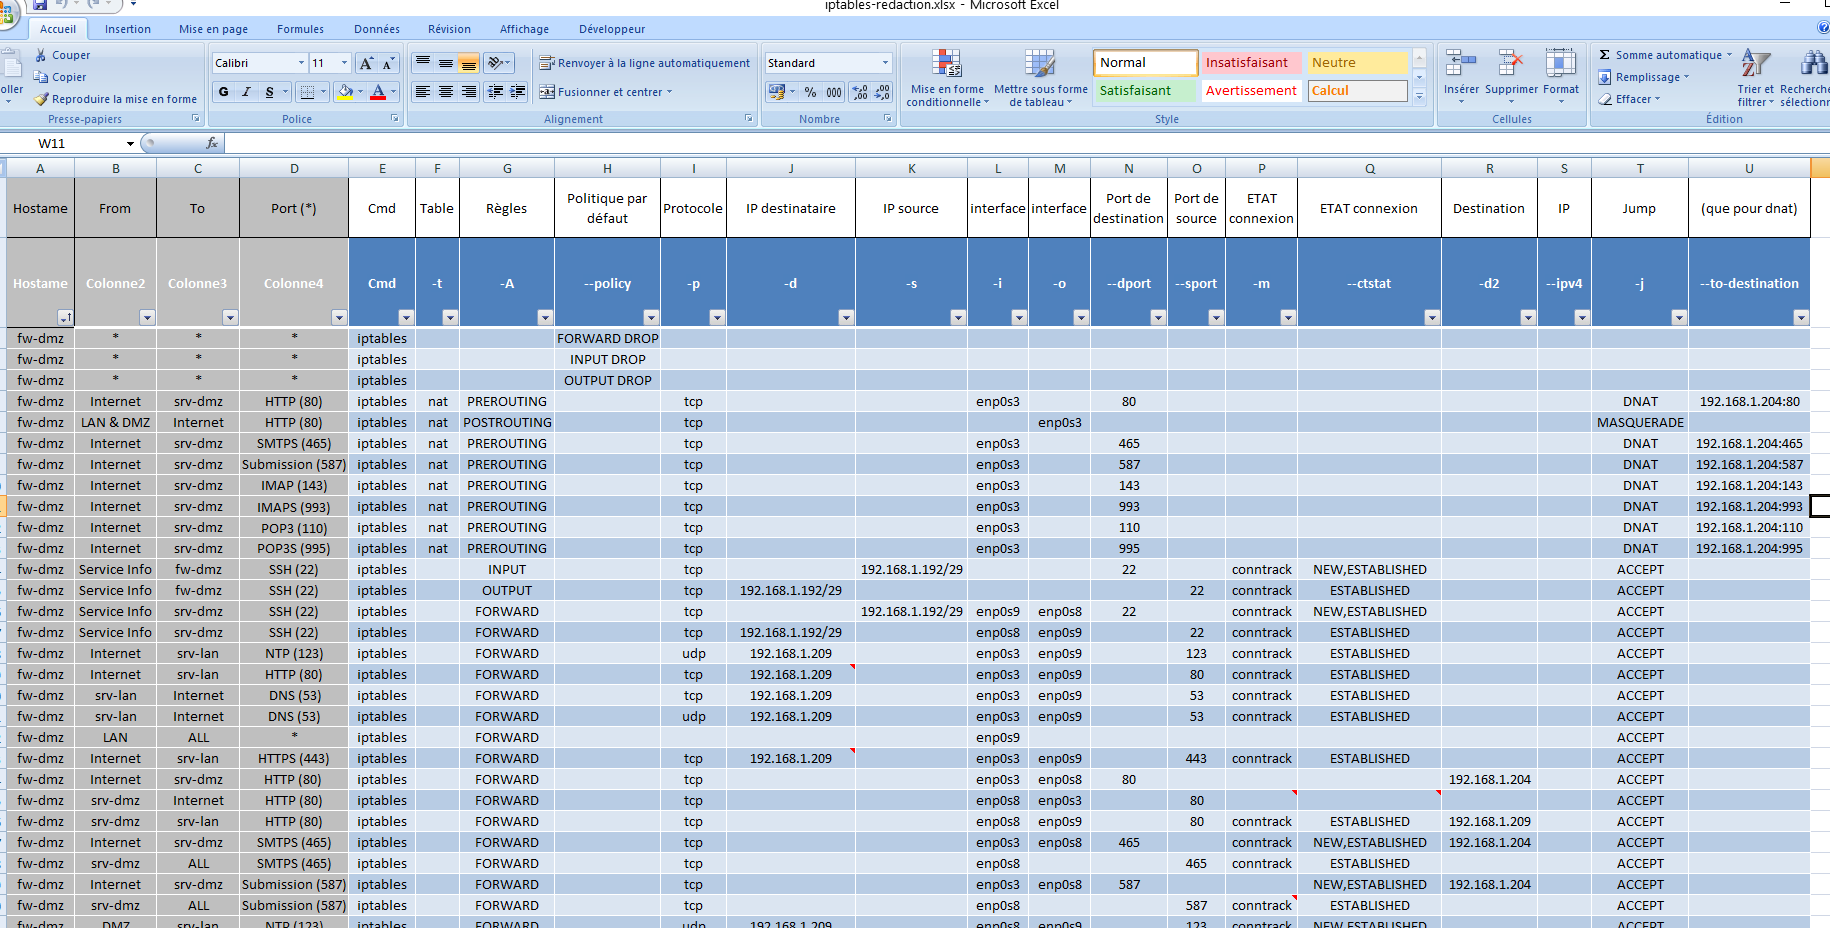 iptables-redaction.xlsx - Microsoft Excel
Accueil Insertion Mise en page Formules Données Révision Affichage Développeur
Couper
Copier
Reproduire la mise en forme
Presse-papiers
Calibri 11
G I S
Police
Renvoyer à la ligne automatiquement
Fusionner et centrer
Alignement
Standard
% 000
Nombre
Mise en forme conditionnelle
Mettre sous forme de tableau
Normal Insatisfaisant Neutre
Satisfaisant Avertissement Calcul
Style
Insérer Supprimer Format
Cellules
Somme automatique
Remplissage
Effacer
Trier et filtrer
Édition
W11 fx
A B C D E F G H I J K L M N O P Q R S T U
Hostame From To Port (*) Cmd Table Règles Politique par défaut Protocole IP destinataire IP source interface interface Port de destination Port de source ETAT connexion ETAT connexion Destination IP Jump (que pour dnat)
Hostame Colonne2 Colonne3 Colonne4 Cmd -t -A --policy -p -d -s -i -o --dport --sport -m --ctstat -d2 --ipv4 -j --to-destination
fw-dmz * * * iptables FORWARD DROP
fw-dmz * * * iptables INPUT DROP
fw-dmz * * * iptables OUTPUT DROP
fw-dmz Internet srv-dmz HTTP (80) iptables nat PREROUTING tcp enp0s3 80 DNAT 192.168.1.204:80
fw-dmz LAN & DMZ Internet HTTP (80) iptables nat POSTROUTING tcp enp0s3 MASQUERADE
fw-dmz Internet srv-dmz SMTPS (465) iptables nat PREROUTING tcp enp0s3 465 DNAT 192.168.1.204:465
fw-dmz Internet srv-dmz Submission (587) iptables nat PREROUTING tcp enp0s3 587 DNAT 192.168.1.204:587
fw-dmz Internet srv-dmz IMAP (143) iptables nat PREROUTING tcp enp0s3 143 DNAT 192.168.1.204:143
fw-dmz Internet srv-dmz IMAPS (993) iptables nat PREROUTING tcp enp0s3 993 DNAT 192.168.1.204:993
fw-dmz Internet srv-dmz POP3 (110) iptables nat PREROUTING tcp enp0s3 110 DNAT 192.168.1.204:110
fw-dmz Internet srv-dmz POP3S (995) iptables nat PREROUTING tcp enp0s3 995 DNAT 192.168.1.204:995
fw-dmz Service Info fw-dmz SSH (22) iptables INPUT tcp 192.168.1.192/29 22 conntrack NEW,ESTABLISHED ACCEPT
fw-dmz Service Info fw-dmz SSH (22) iptables OUTPUT tcp 192.168.1.192/29 22 conntrack ESTABLISHED ACCEPT
fw-dmz Service Info srv-dmz SSH (22) iptables FORWARD tcp 192.168.1.192/29 enp0s9 enp0s8 22 conntrack NEW,ESTABLISHED ACCEPT
fw-dmz Service Info srv-dmz SSH (22) iptables FORWARD tcp 192.168.1.192/29 enp0s8 enp0s9 22 conntrack ESTABLISHED ACCEPT
fw-dmz Internet srv-lan NTP (123) iptables FORWARD udp 192.168.1.209 enp0s3 enp0s9 123 conntrack ESTABLISHED ACCEPT
fw-dmz Internet srv-lan HTTP (80) iptables FORWARD tcp 192.168.1.209 enp0s3 enp0s9 80 conntrack ESTABLISHED ACCEPT
fw-dmz srv-lan Internet DNS (53) iptables FORWARD tcp 192.168.1.209 enp0s3 enp0s9 53 conntrack ESTABLISHED ACCEPT
fw-dmz srv-lan Internet DNS (53) iptables FORWARD udp 192.168.1.209 enp0s3 enp0s9 53 conntrack ESTABLISHED ACCEPT
fw-dmz LAN ALL * iptables FORWARD enp0s9 ACCEPT
fw-dmz Internet srv-lan HTTPS (443) iptables FORWARD tcp 192.168.1.209 enp0s3 enp0s9 443 conntrack ESTABLISHED ACCEPT
fw-dmz Internet srv-dmz HTTP (80) iptables FORWARD tcp enp0s3 enp0s8 80 192.168.1.204 ACCEPT
fw-dmz srv-dmz Internet HTTP (80) iptables FORWARD tcp enp0s8 enp0s3 80 ACCEPT
fw-dmz srv-dmz srv-lan HTTP (80) iptables FORWARD tcp enp0s8 enp0s9 80 conntrack ESTABLISHED 192.168.1.209 ACCEPT
fw-dmz Internet srv-dmz SMTPS (465) iptables FORWARD tcp enp0s3 enp0s8 465 conntrack NEW,ESTABLISHED 192.168.1.204 ACCEPT
fw-dmz srv-dmz ALL SMTPS (465) iptables FORWARD tcp enp0s8 465 conntrack ESTABLISHED ACCEPT
fw-dmz Internet srv-dmz Submission (587) iptables FORWARD tcp enp0s3 enp0s8 587 NEW,ESTABLISHED 192.168.1.204 ACCEPT
fw-dmz srv-dmz ALL Submission (587) iptables FORWARD tcp enp0s8 587 conntrack ESTABLISHED ACCEPT
fw-dmz DMZ srv-lan NTP (123) iptables FORWARD udp 192.168.1.209 enp0s8 enp0s9 123 conntrack NEW,ESTABLISHED ACCEPT